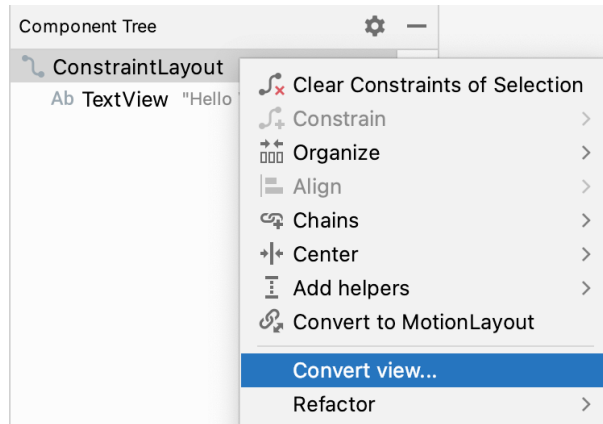 Component Tree
ConstraintLayout
Ab TextView "Hello
Clear Constraints of Selection
Constrain
Organize
Align
Chains
Center
Add helpers
Convert to MotionLayout
Convert view...
Refactor